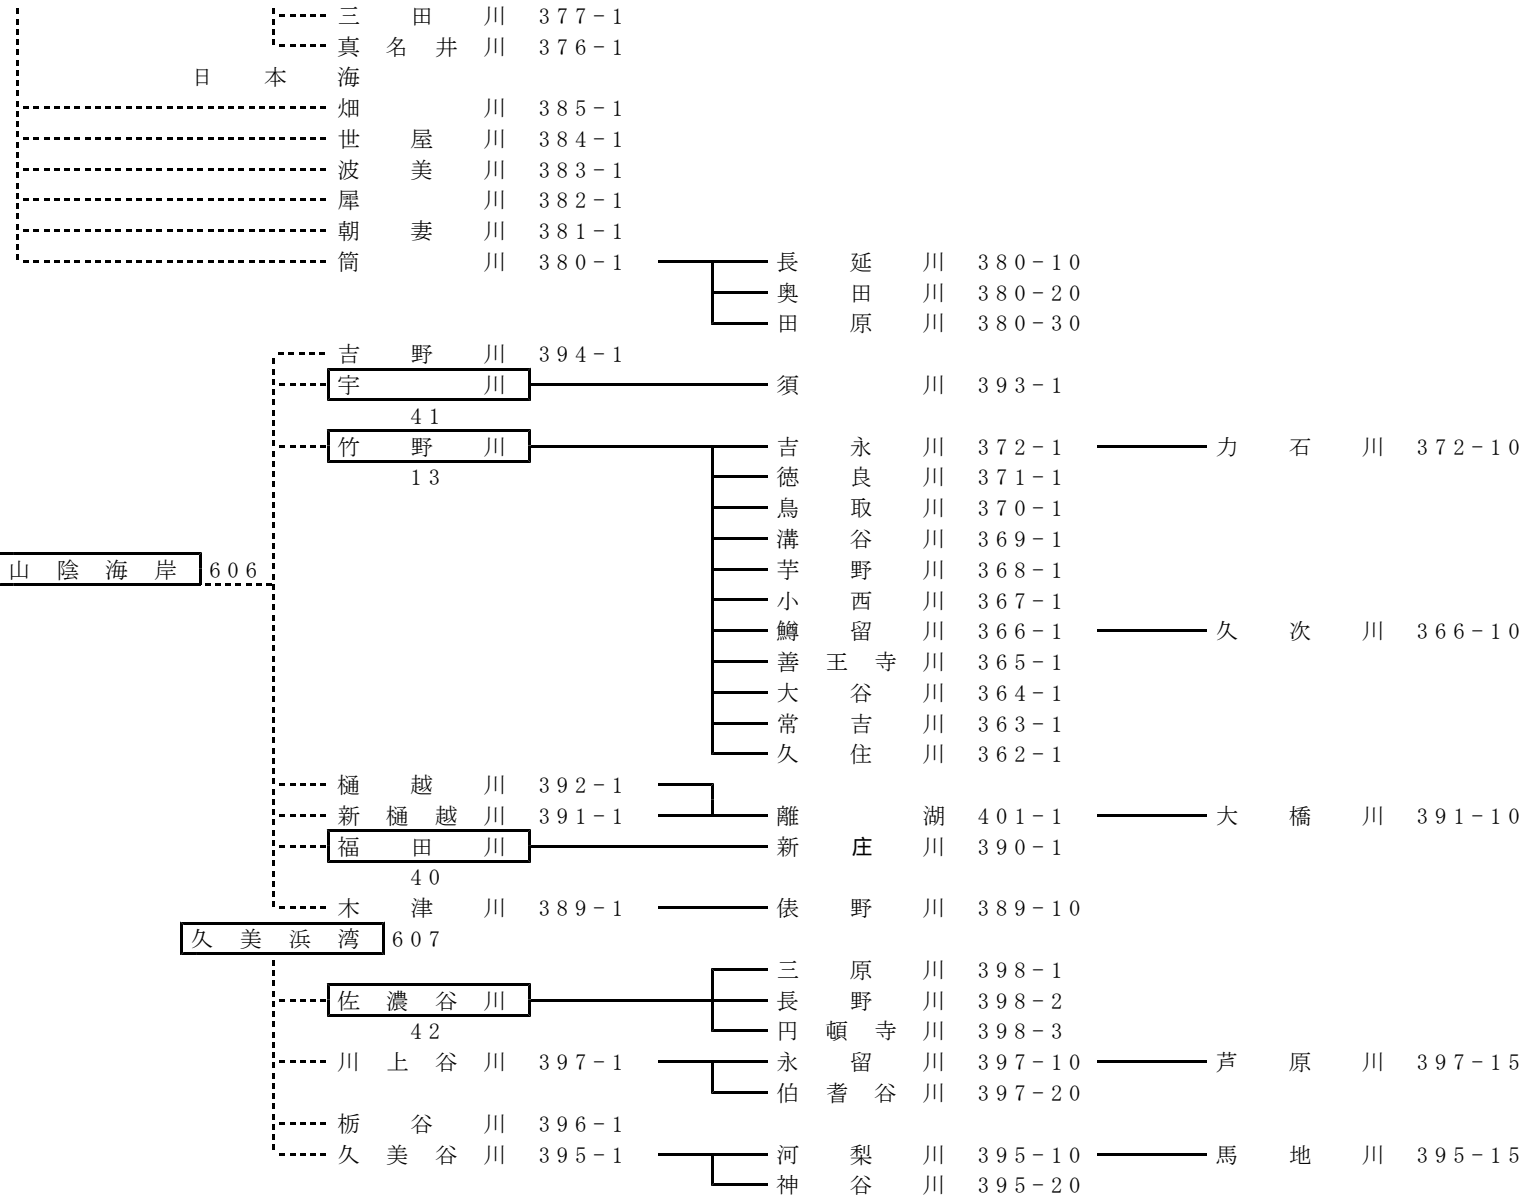 三田川 377-1
真名井川 376-1
日本海
畑川 385-1
世屋川 384-1
波美川 383-1
犀川 382-1
朝妻川 381-1
筒川 380-1 長延川 380-10
奥田川 380-20
田原川 380-30
吉野川 394-1
宇川 須川 393-1
41
竹野川 吉永川 372-1 力石川 372-10
13 徳良川 371-1
鳥取川 370-1
溝谷川 369-1
山陰海岸 606 芋野川 368-1
小西川 367-1
鱒留川 366-1 久次川 366-10
善王寺川 365-1
大谷川 364-1
常吉川 363-1
久住川 362-1
樋越川 392-1
新樋越川 391-1 離湖 401-1 大橋川 391-10
福田川 新庄川 390-1
40
木津川 389-1 俵野川 389-10
久美浜湾 607
三原川 398-1
佐濃谷川 長野川 398-2
42 円頓寺川 398-3
川上谷川 397-1 永留川 397-10 芦原川 397-15
伯耆谷川 397-20
栃谷川 396-1
久美谷川 395-1 河梨川 395-10 馬地川 395-15
神谷川 395-20